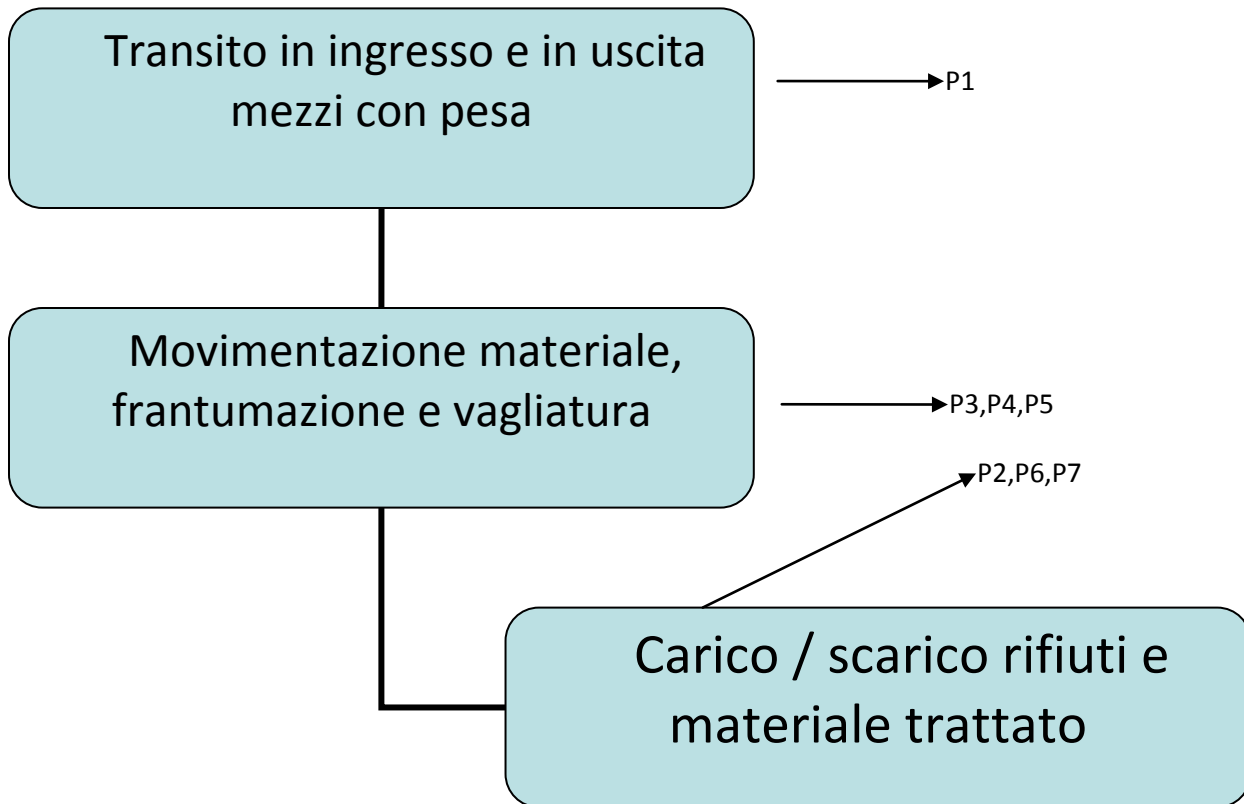 Transito in ingresso e in uscita
mezzi con pesa
P1
Movimentazione materiale,
frantumazione e vagliatura
P3,P4,P5
P2,P6,P7
Carico / scarico rifiuti e
materiale trattato